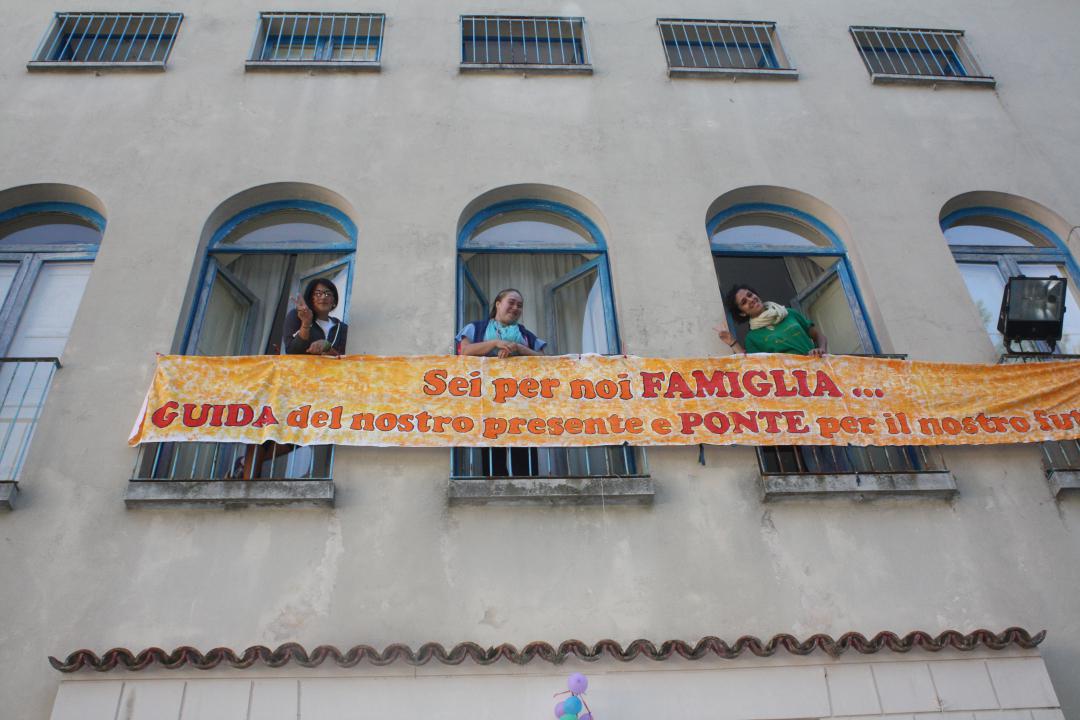 Sei per noi FAMIGLIA ...
GUIDA del nostro presente e PONTE per il nostro